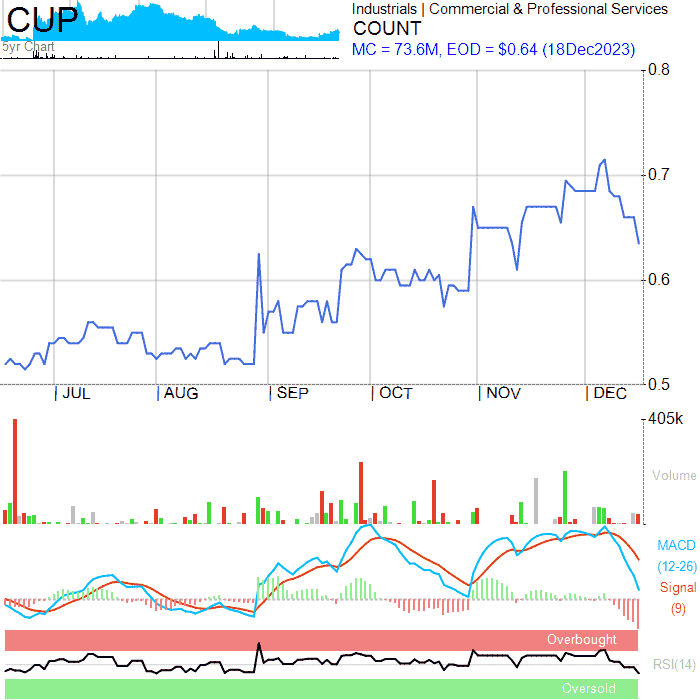 CUP
5yr Chart
Industrials | Commercial & Professional Services
COUNT
MC = 73.6M, EOD = $0.64 (18Dec2023)
0.8
0.7
0.6
0.5
| JUL | AUG | SEP | OCT | NOV | DEC
405k
Volume
MACD
(12-26)
Signal
(9)
Overbought
RSI(14)
Oversold